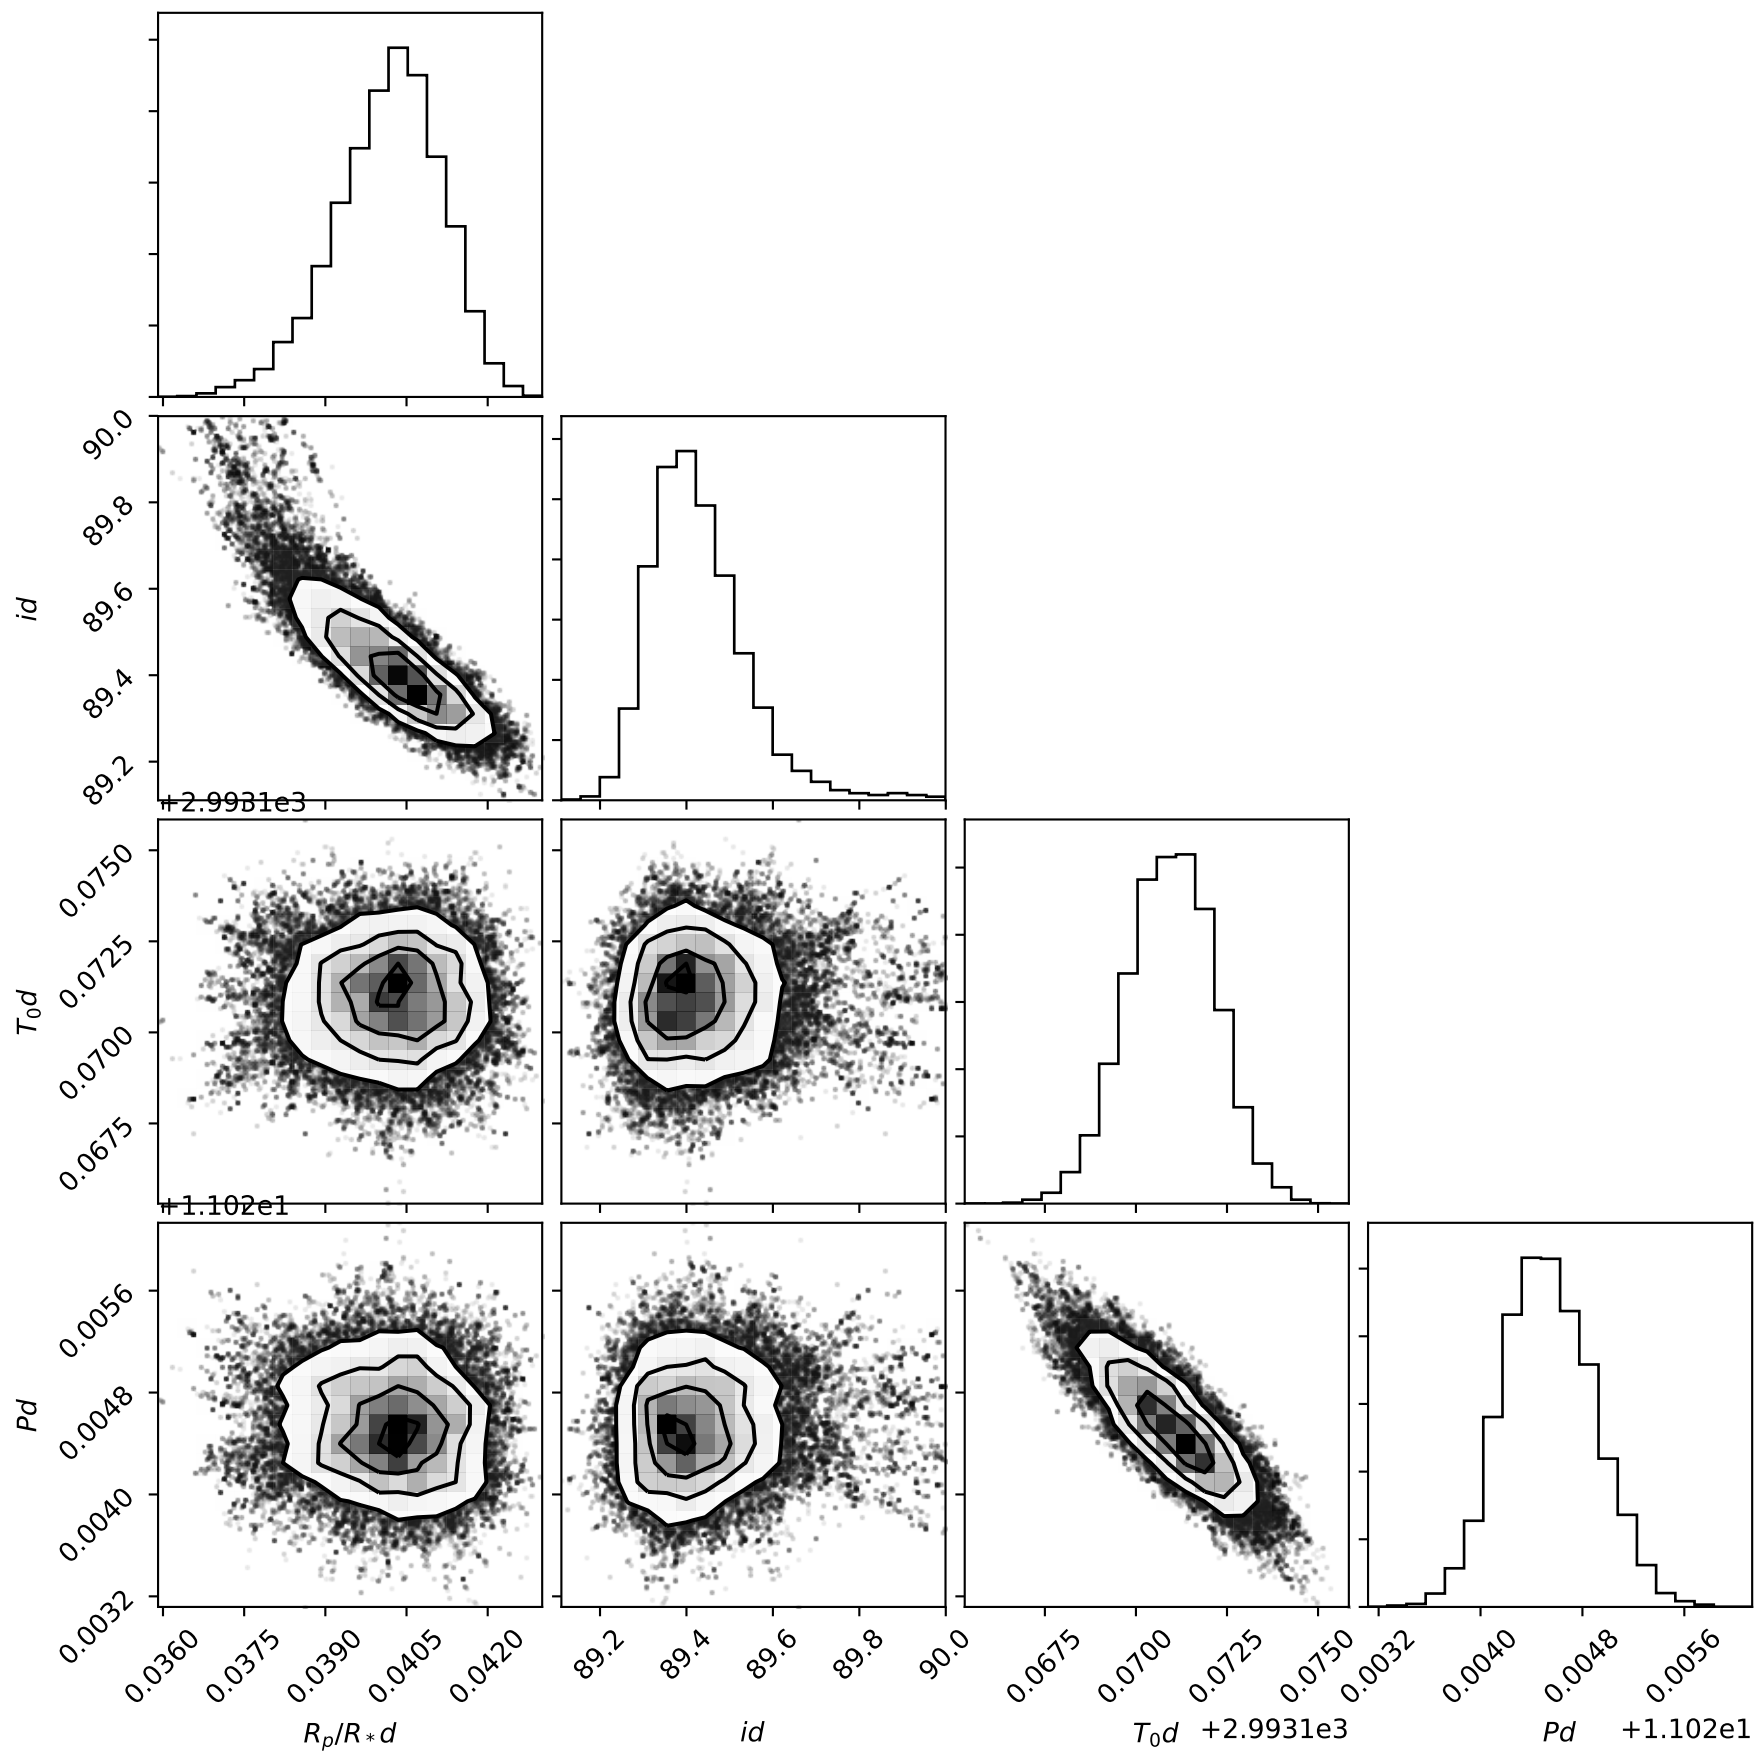 90.0
89.8
89.6
89.4
89.2
id
+2.9931e3
0.0750
0.0725
0.0700
0.0675
T₀d
+1.102e1
0.0056
0.0048
0.0040
0.0032
Pd
0.0360 0.0375 0.0390 0.0405 0.0420
89.2 89.4 89.6 89.8 90.0
0.0675 0.0700 0.0725 0.0750
0.0032 0.0040 0.0048 0.0056
Rₚ/R*d
id
T₀d +2.9931e3
Pd +1.102e1